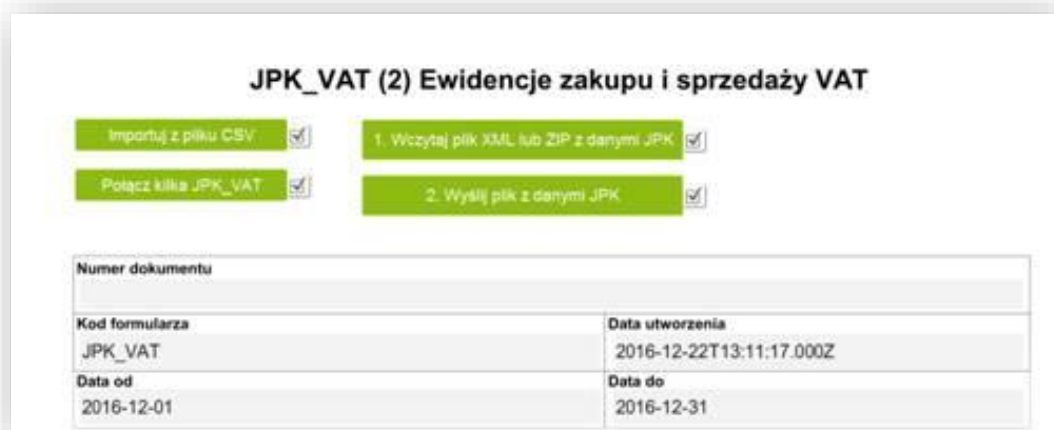 JPK_VAT (2) Ewidencje zakupu i sprzedaży VAT
Importuj z pliku CSV
1. Wczytaj plik XML lub ZIP z danymi JPK
Połącz kilka JPK_VAT
2. Wyślij plik z danymi JPK
Numer dokumentu
Kod formularza
Data utworzenia
JPK_VAT
2016-12-22T13:11:17.000Z
Data od
Data do
2016-12-01
2016-12-31